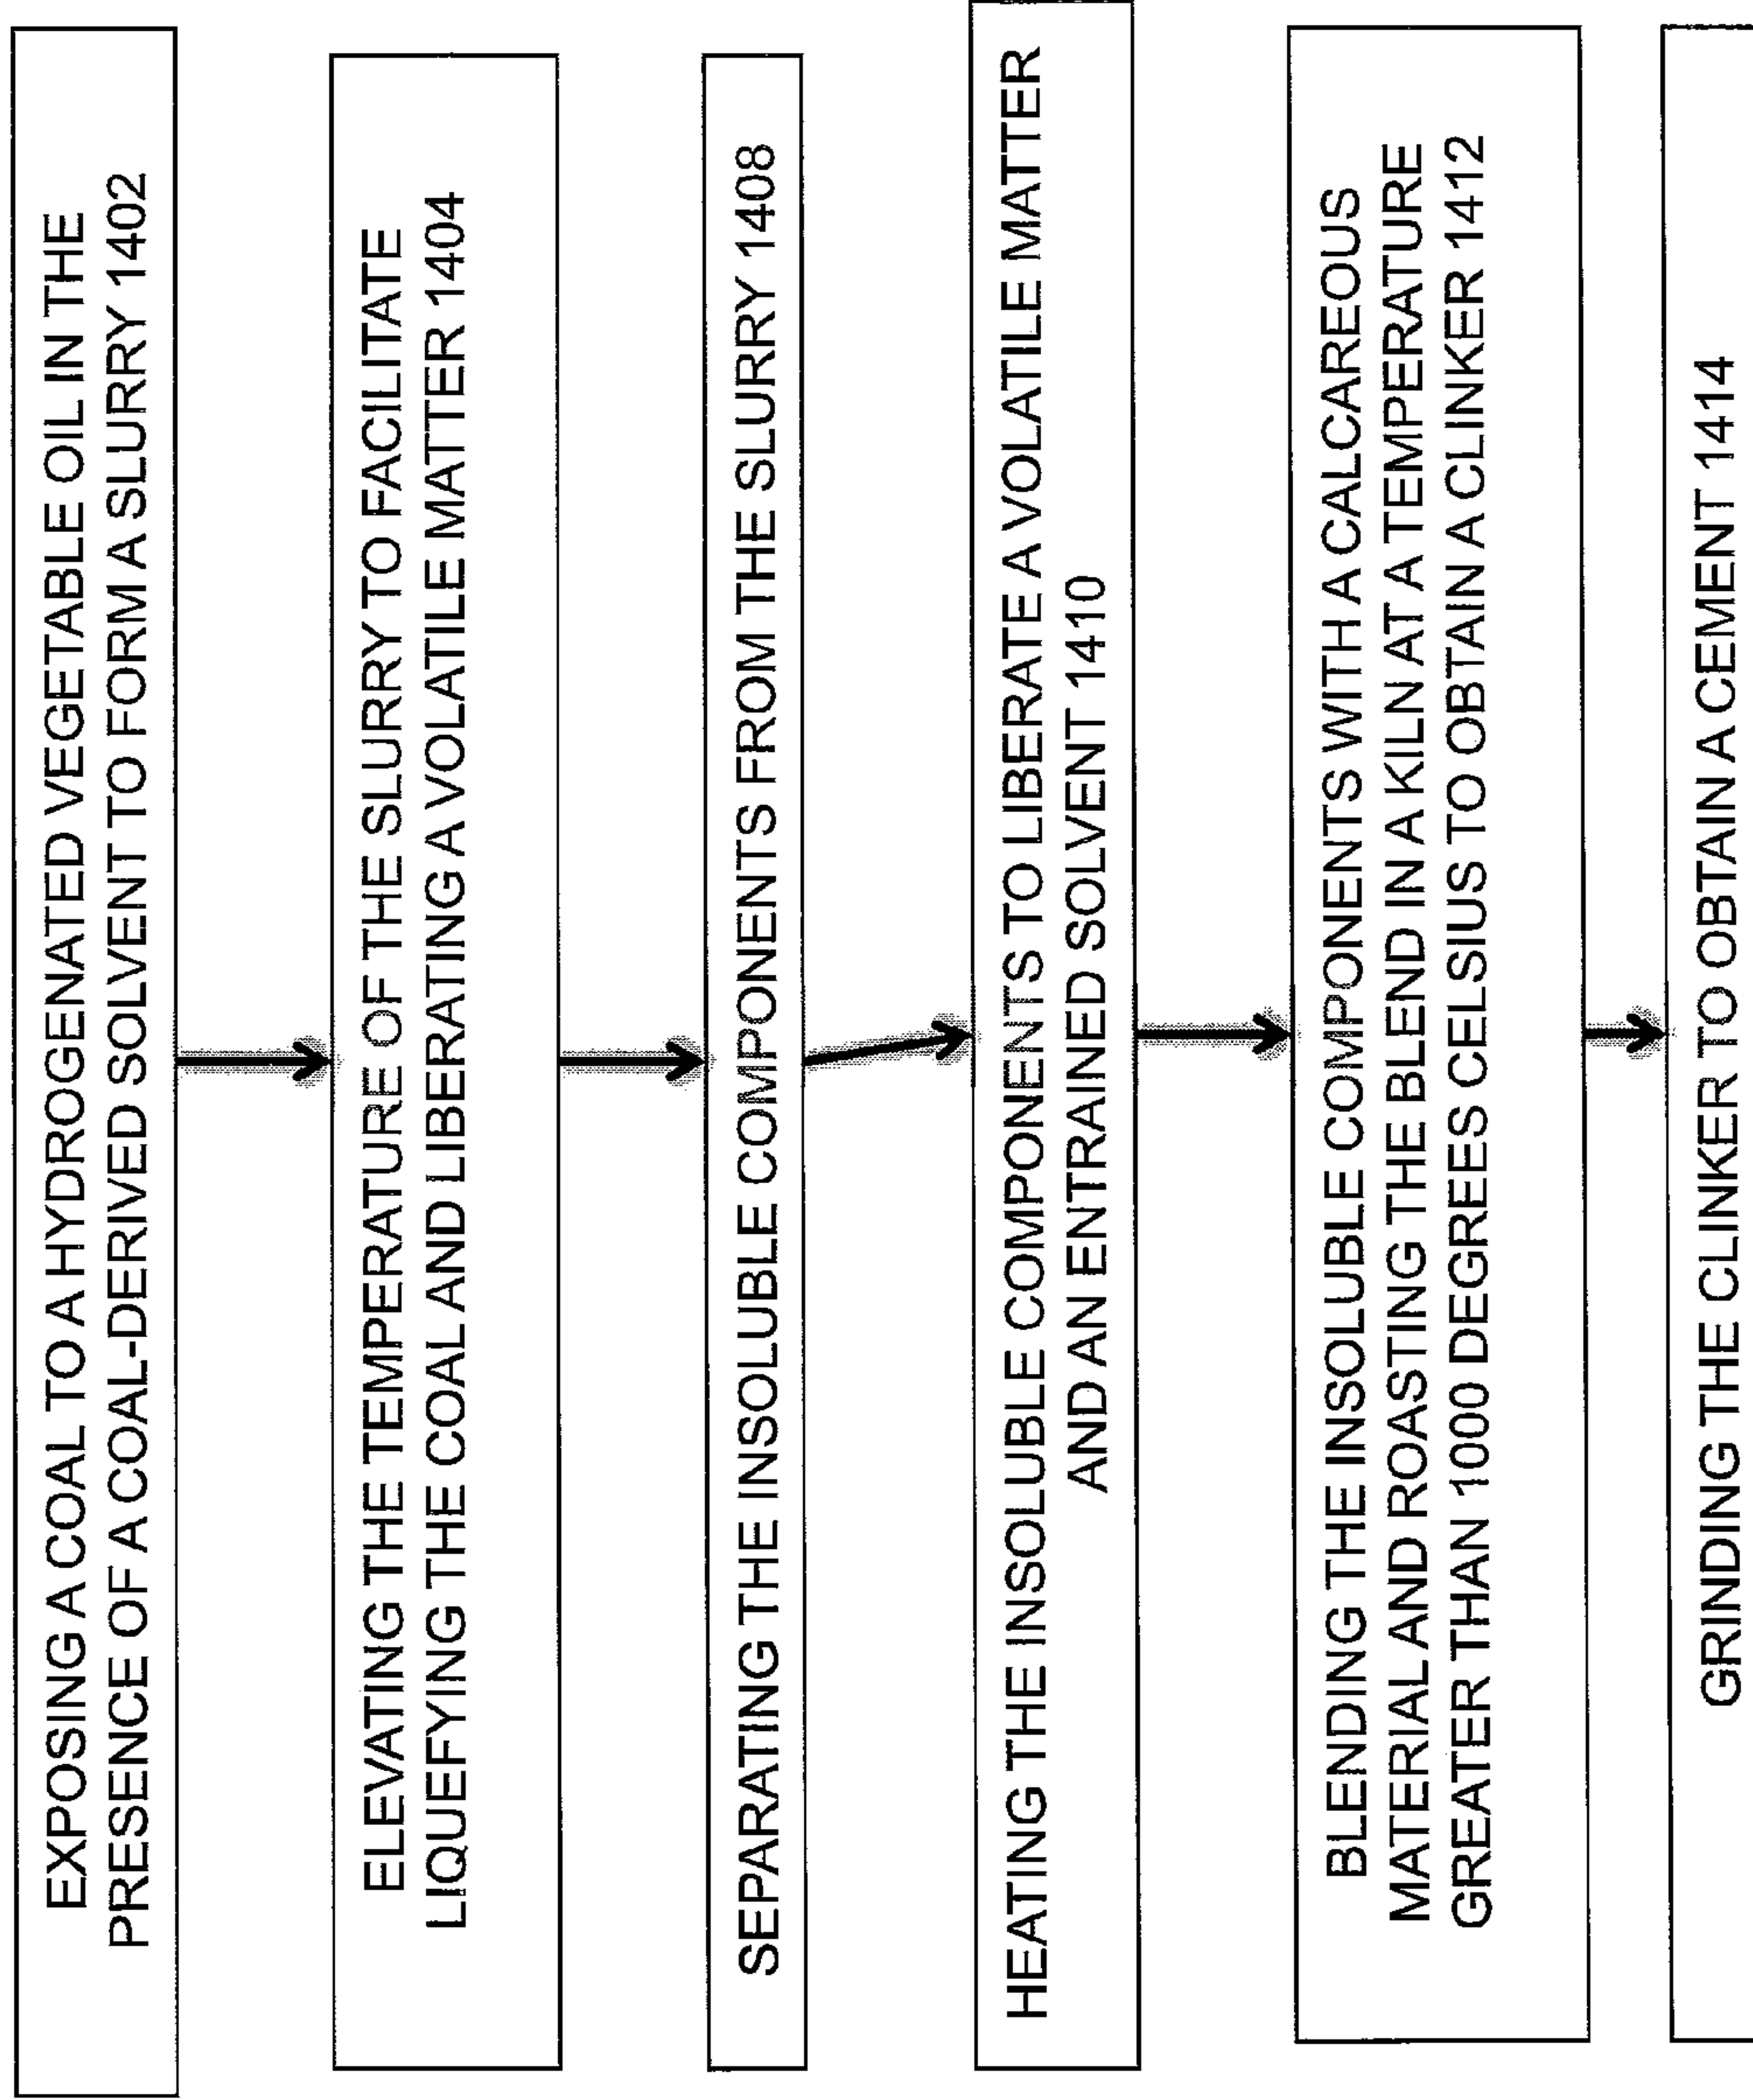 EXPOSING A COAL TO A HYDROGENATED VEGETABLE OIL IN THE
PRESENCE OF A COAL-DERIVED SOLVENT TO FORM A SLURRY 1402
ELEVATING THE TEMPERATURE OF THE SLURRY TO FACILITATE
LIQUEFYING THE COAL AND LIBERATING A VOLATILE MATTER 1404
SEPARATING THE INSOLUBLE COMPONENTS FROM THE SLURRY 1408
HEATING THE INSOLUBLE COMPONENTS TO LIBERATE A VOLATILE MATTER
AND AN ENTRAINED SOLVENT 1410
BLENDING THE INSOLUBLE COMPONENTS WITH A CALCAREOUS
MATERIAL AND ROASTING THE BLEND IN A KILN AT A TEMPERATURE
GREATER THAN 1000 DEGREES CELSIUS TO OBTAIN A CLINKER 1412
GRINDING THE CLINKER TO OBTAIN A CEMENT 1414